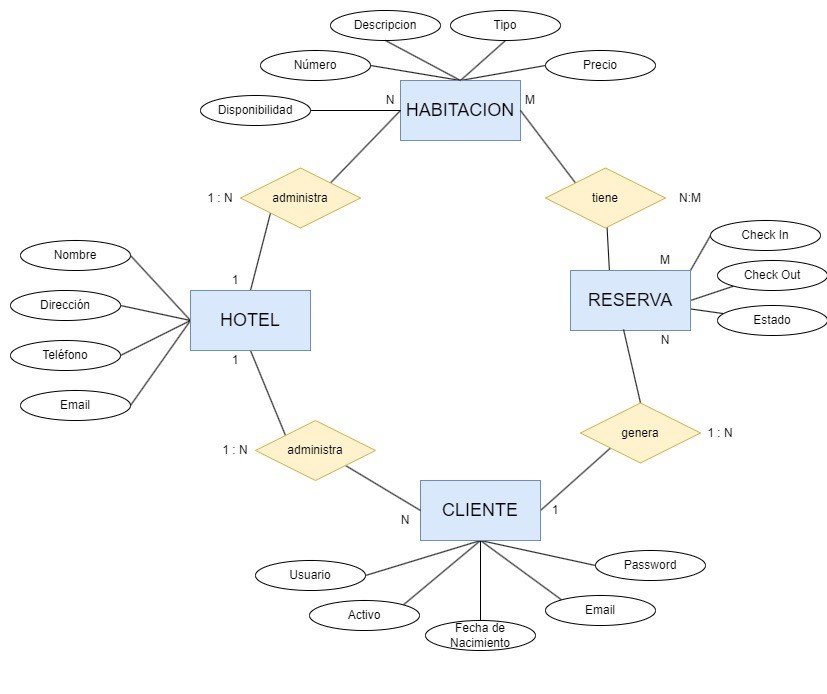 Descripcion
Tipo
Número
Precio
Disponibilidad
N
HABITACION
M
1 : N
administra
tiene
N:M
Nombre
Check In
M
Check Out
1
Dirección
HOTEL
RESERVA
Estado
Teléfono
1
N
Email
1 : N
administra
genera
1 : N
N
CLIENTE
1
Usuario
Password
Activo
Fecha de
Nacimiento
Email